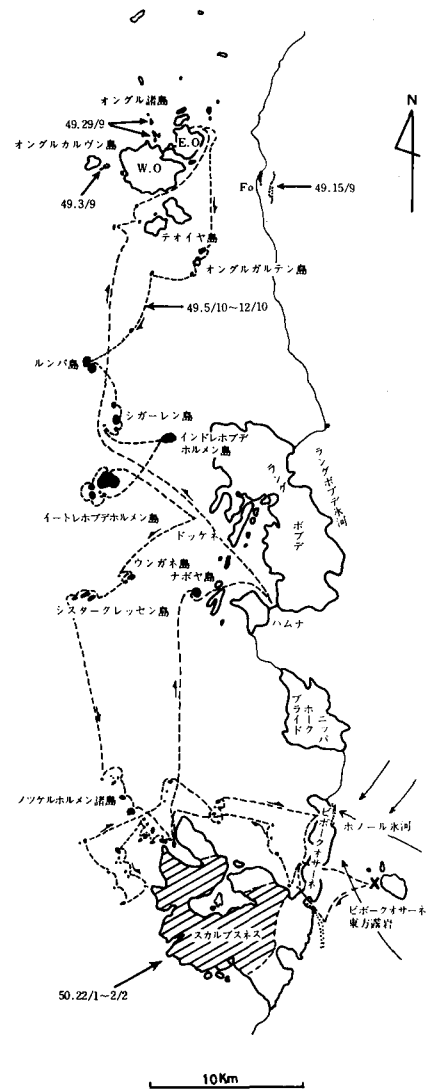 オングル諸島
49.29/9
オングルカルヴン島
E.O
W.O
N
49.3/9
Fo
49.15/9
テオイヤ島
オングルガルテン島
49.5/10~12/10
ルンパ島
シガーレン島
インドレホブデ
ホルメン島
ラング
ホブデ
ラングホブデ氷河
イートレホブデホルメン島
ドッケネ
ウンガネ島
ナボヤ島
シスタークレッセン島
ハムナ
ブライド
ホーク
ニッパ
ノツケルホルメン諸島
ビボークオサーネ
ホノール氷河
ビボークオサーネ
東方露岩
スカルブスネス
50.22/1~2/2
10Km